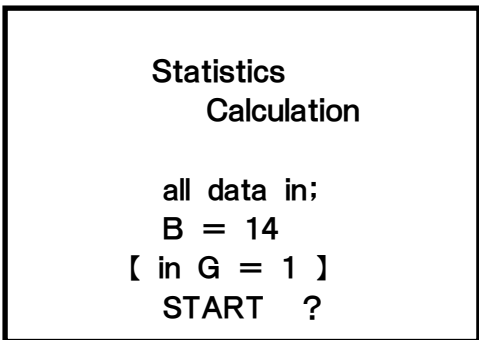 Statistics
Calculation
all data in;
B = 14
【 in G = 1 】
START ?